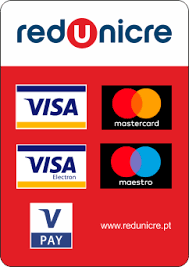 redunicre
VISA
mastercard
VISA
Electron
maestro
V
PAY
www.redunicre.pt